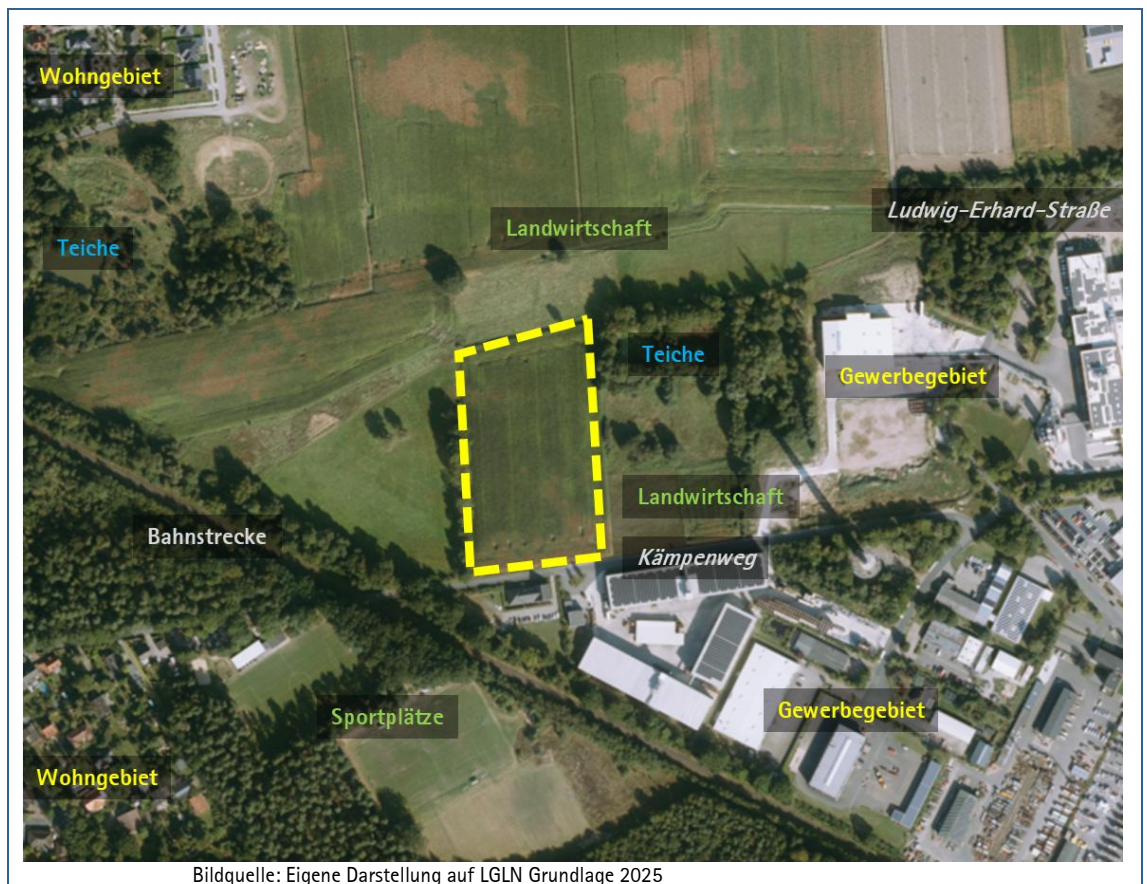 Wohngebiet
Ludwig-Erhard-Straße
Landwirtschaft
Teiche
Teiche
Gewerbegebiet
Landwirtschaft
Bahnstrecke
Kämpenweg
Sportplätze
Gewerbegebiet
Wohngebiet
Bildquelle: Eigene Darstellung auf LGLN Grundlage 2025